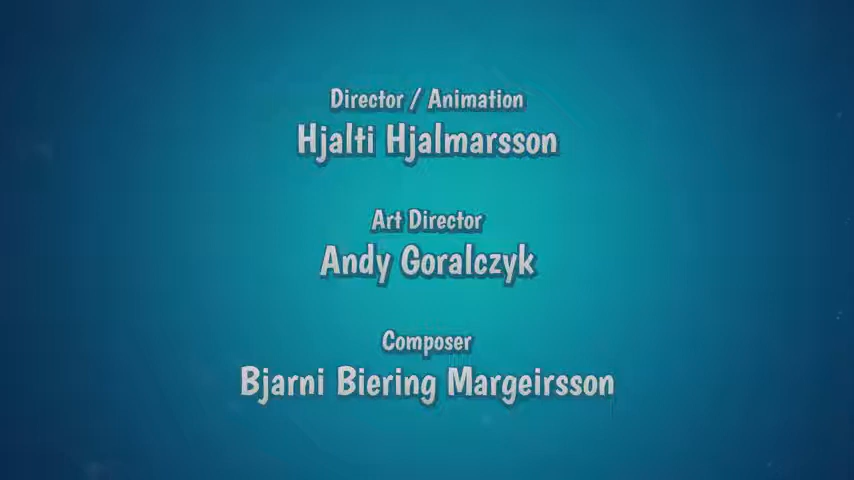 Director / Animation
Hjalti Hjalmarsson
Art Director
Andy Goralczyk
Composer
Bjarni Biering Margeirsson